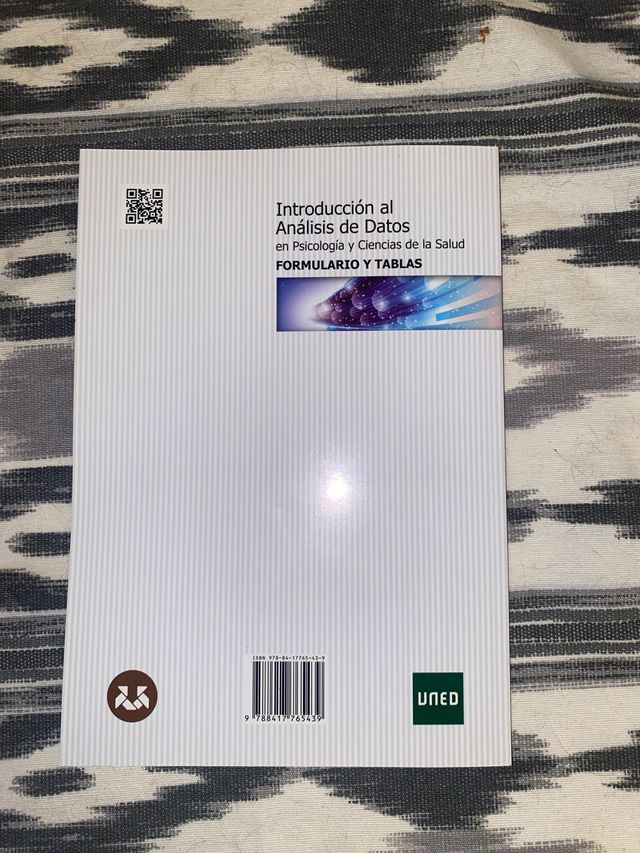 Introducción al
Análisis de Datos
en Psicología y Ciencias de la Salud
FORMULARIO Y TABLAS
ISBN 978-84-17765-43-9
9 788417 765439
UNED